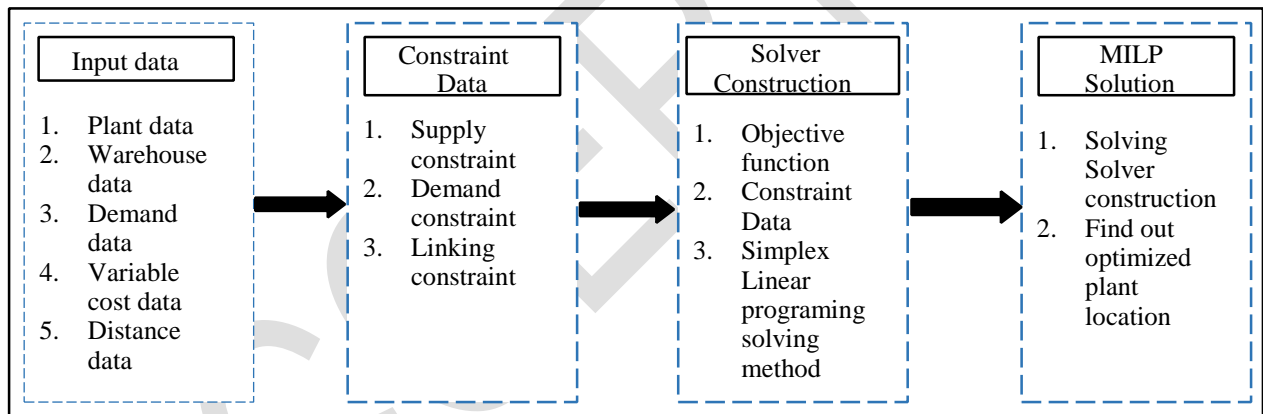 Input data
1. Plant data
2. Warehouse
data
3. Demand
data
4. Variable
cost data
5. Distance
data
Constraint
Data
1. Supply
constraint
2. Demand
constraint
3. Linking
constraint
Solver
Construction
1. Objective
function
2. Constraint
Data
3. Simplex
Linear
programing
solving
method
MILP
Solution
1. Solving
Solver
construction
2. Find out
optimized
plant
location